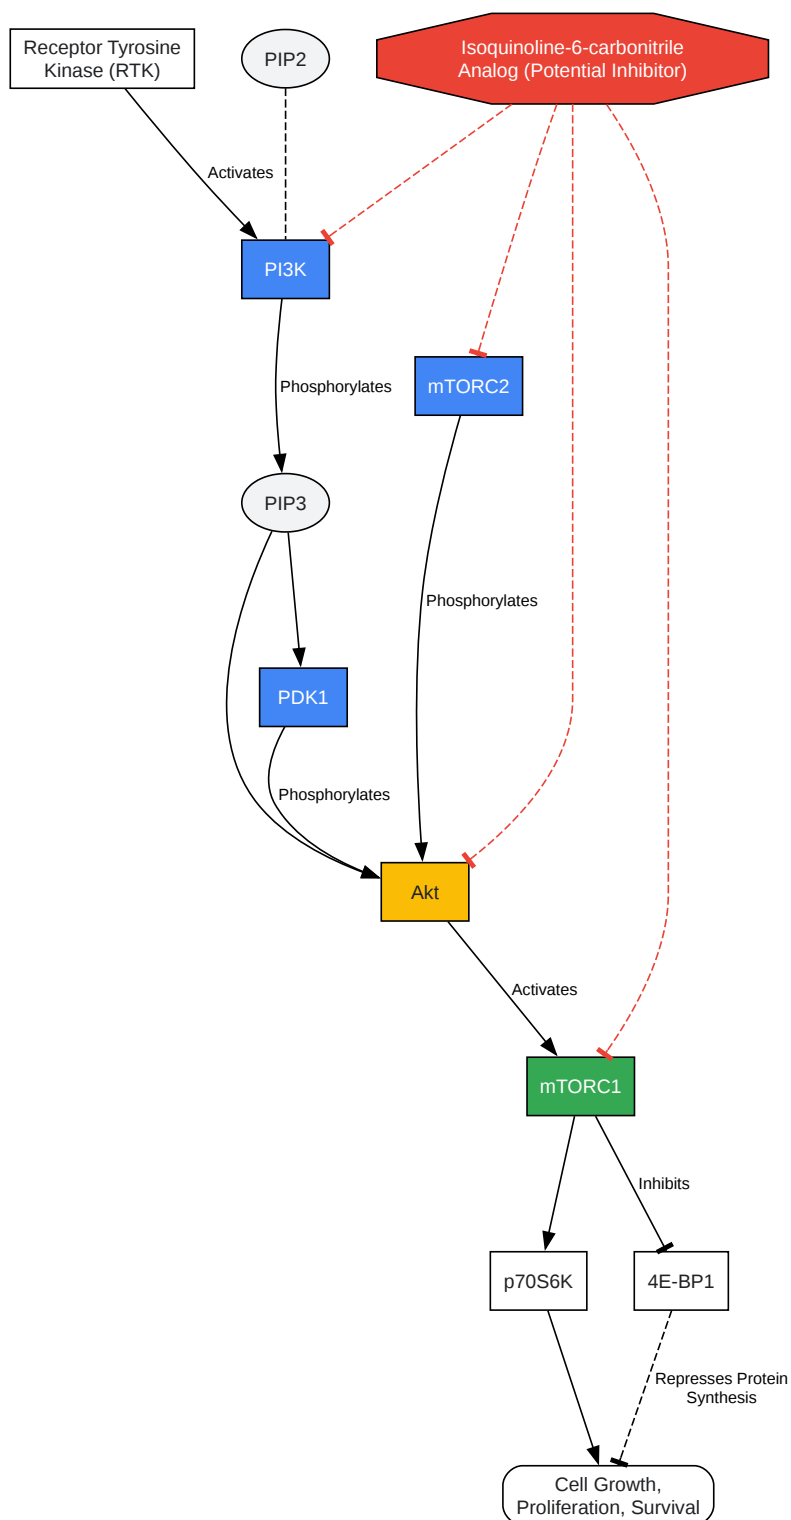 Receptor Tyrosine
Kinase (RTK)
PIP2
Isoquinoline-6-carbonitrile
Analog (Potential Inhibitor)
Activates
PI3K
Phosphorylates
mTORC2
PIP3
Phosphorylates
PDK1
Phosphorylates
Akt
Activates
mTORC1
Inhibits
p70S6K
4E-BP1
Represses Protein
Synthesis
Cell Growth,
Proliferation, Survival